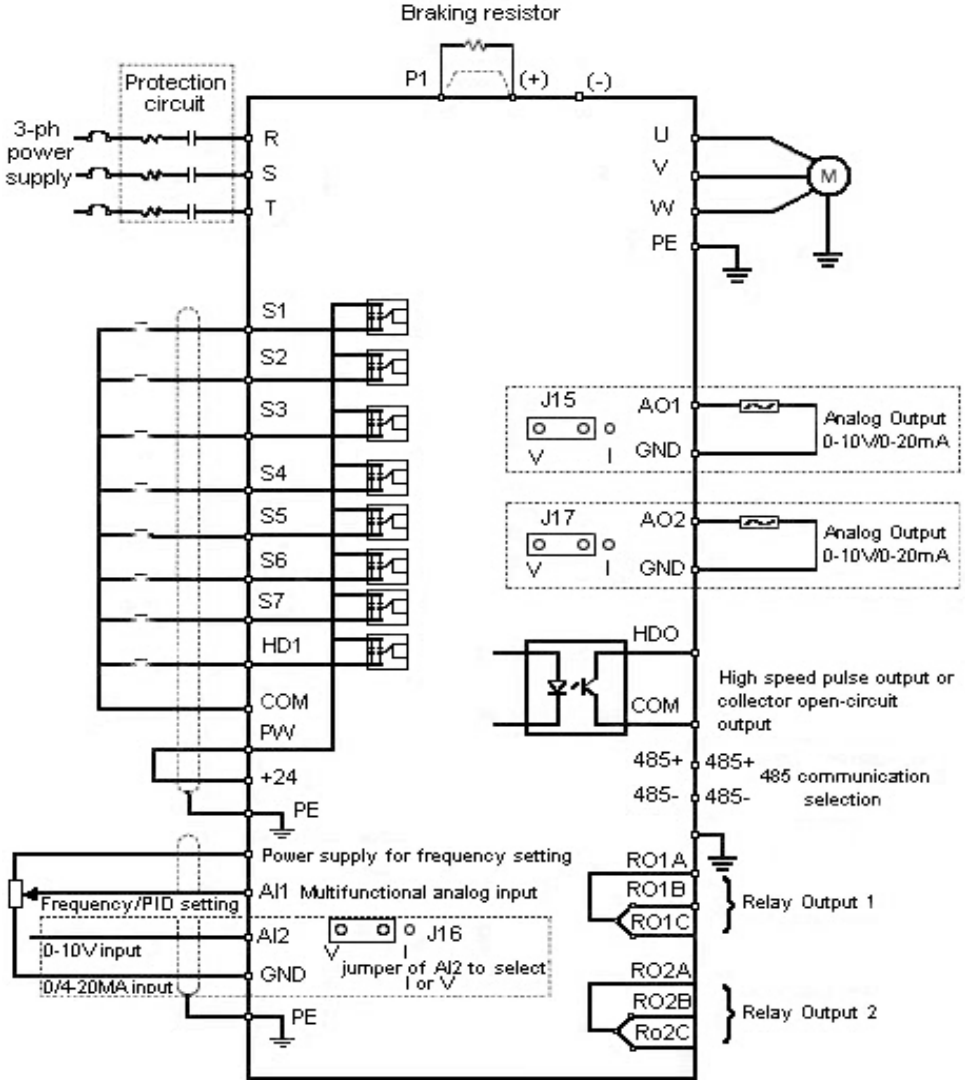 Braking resistor
P1
(+)
(-)
Protection
circuit
3-ph
power
supply
R
S
T
U
V
W
PE
M
S1
S2
S3
S4
S5
S6
S7
HD1
COM
PW
+24
PE
J15
V
I
AO1
GND
Analog Output
0-10V/0-20mA
J17
V
I
AO2
GND
Analog Output
0-10V/0-20mA
HDO
COM
High speed pulse output or
collector open-circuit
output
485+
485+
485-
485-
485 communication
selection
Power supply for frequency setting
AI1
Multifunctional analog input
Frequency/PID setting
AI2
J16
V
I
0-10V input
GND
jumper of AI2 to select
I or V
0/4-20MA input
PE
RO1A
RO1B
RO1C
Relay Output 1
RO2A
RO2B
Ro2C
Relay Output 2